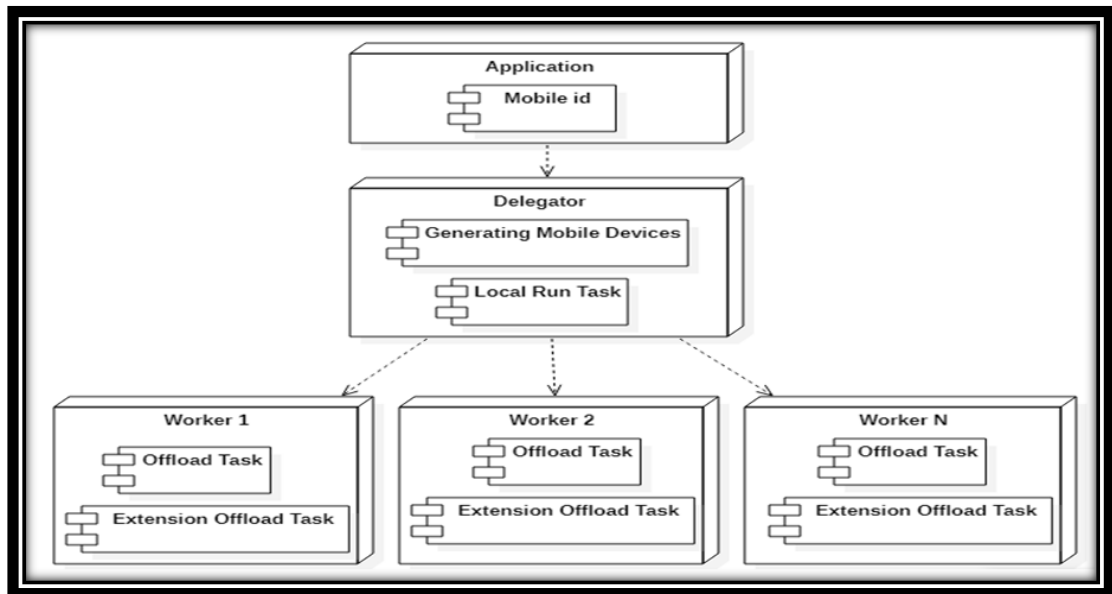 Application
Mobile id
Delegator
Generating Mobile Devices
Local Run Task
Worker 1
Offload Task
Extension Offload Task
Worker 2
Offload Task
Extension Offload Task
Worker N
Offload Task
Extension Offload Task